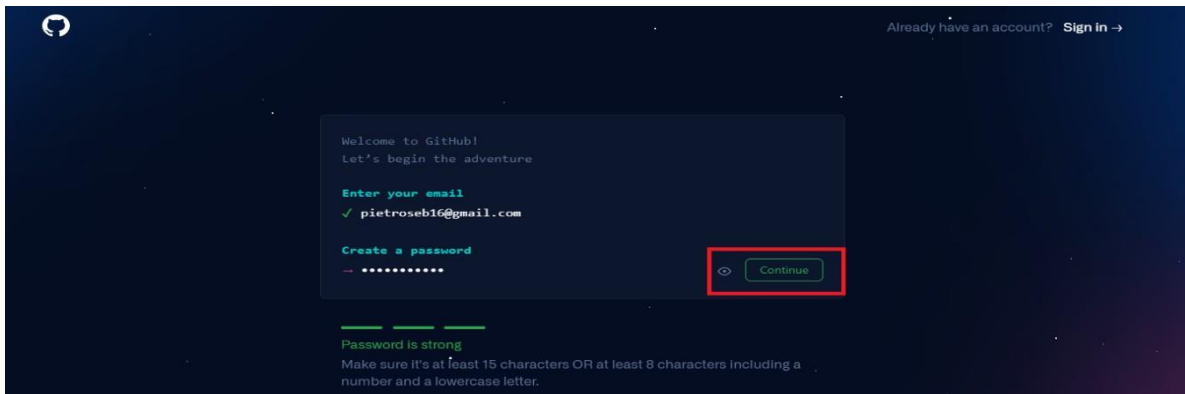 Already have an account? Sign in →
Welcome to GitHub!
Let's begin the adventure
Enter your email
✓ pietroseb16@gmail.com
Create a password
→ •••••••••••
Continue
Password is strong
Make sure it's at least 15 characters OR at least 8 characters including a
number and a lowercase letter.